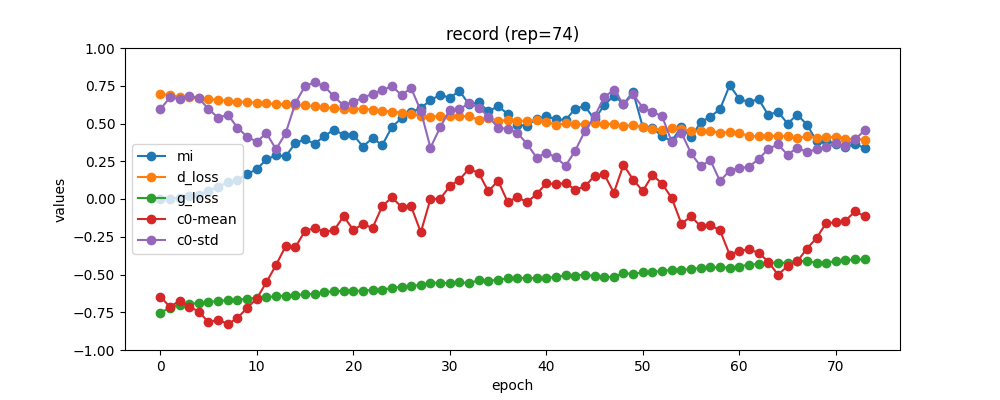 record (rep=74)
1.00
0.75
0.50
0.25
0.00
−0.25
−0.50
−0.75
−1.00
values
mi
d_loss
g_loss
c0-mean
c0-std
0 10 20 30 40 50 60 70
epoch